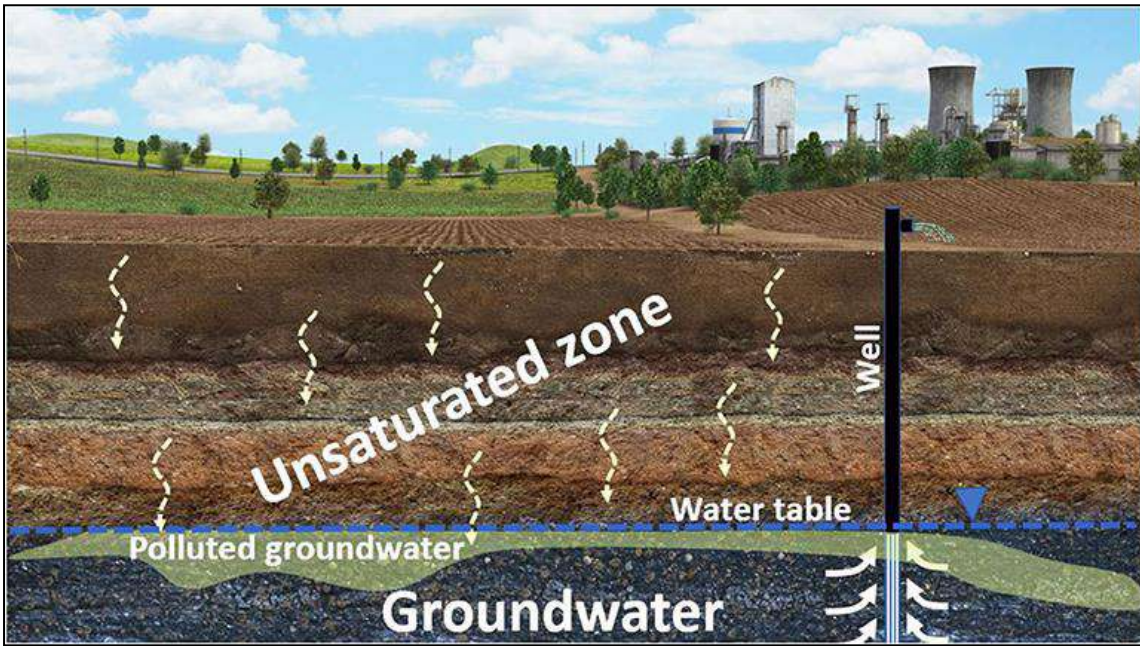 Unsaturated zone
Well
Water table
Polluted groundwater
Groundwater